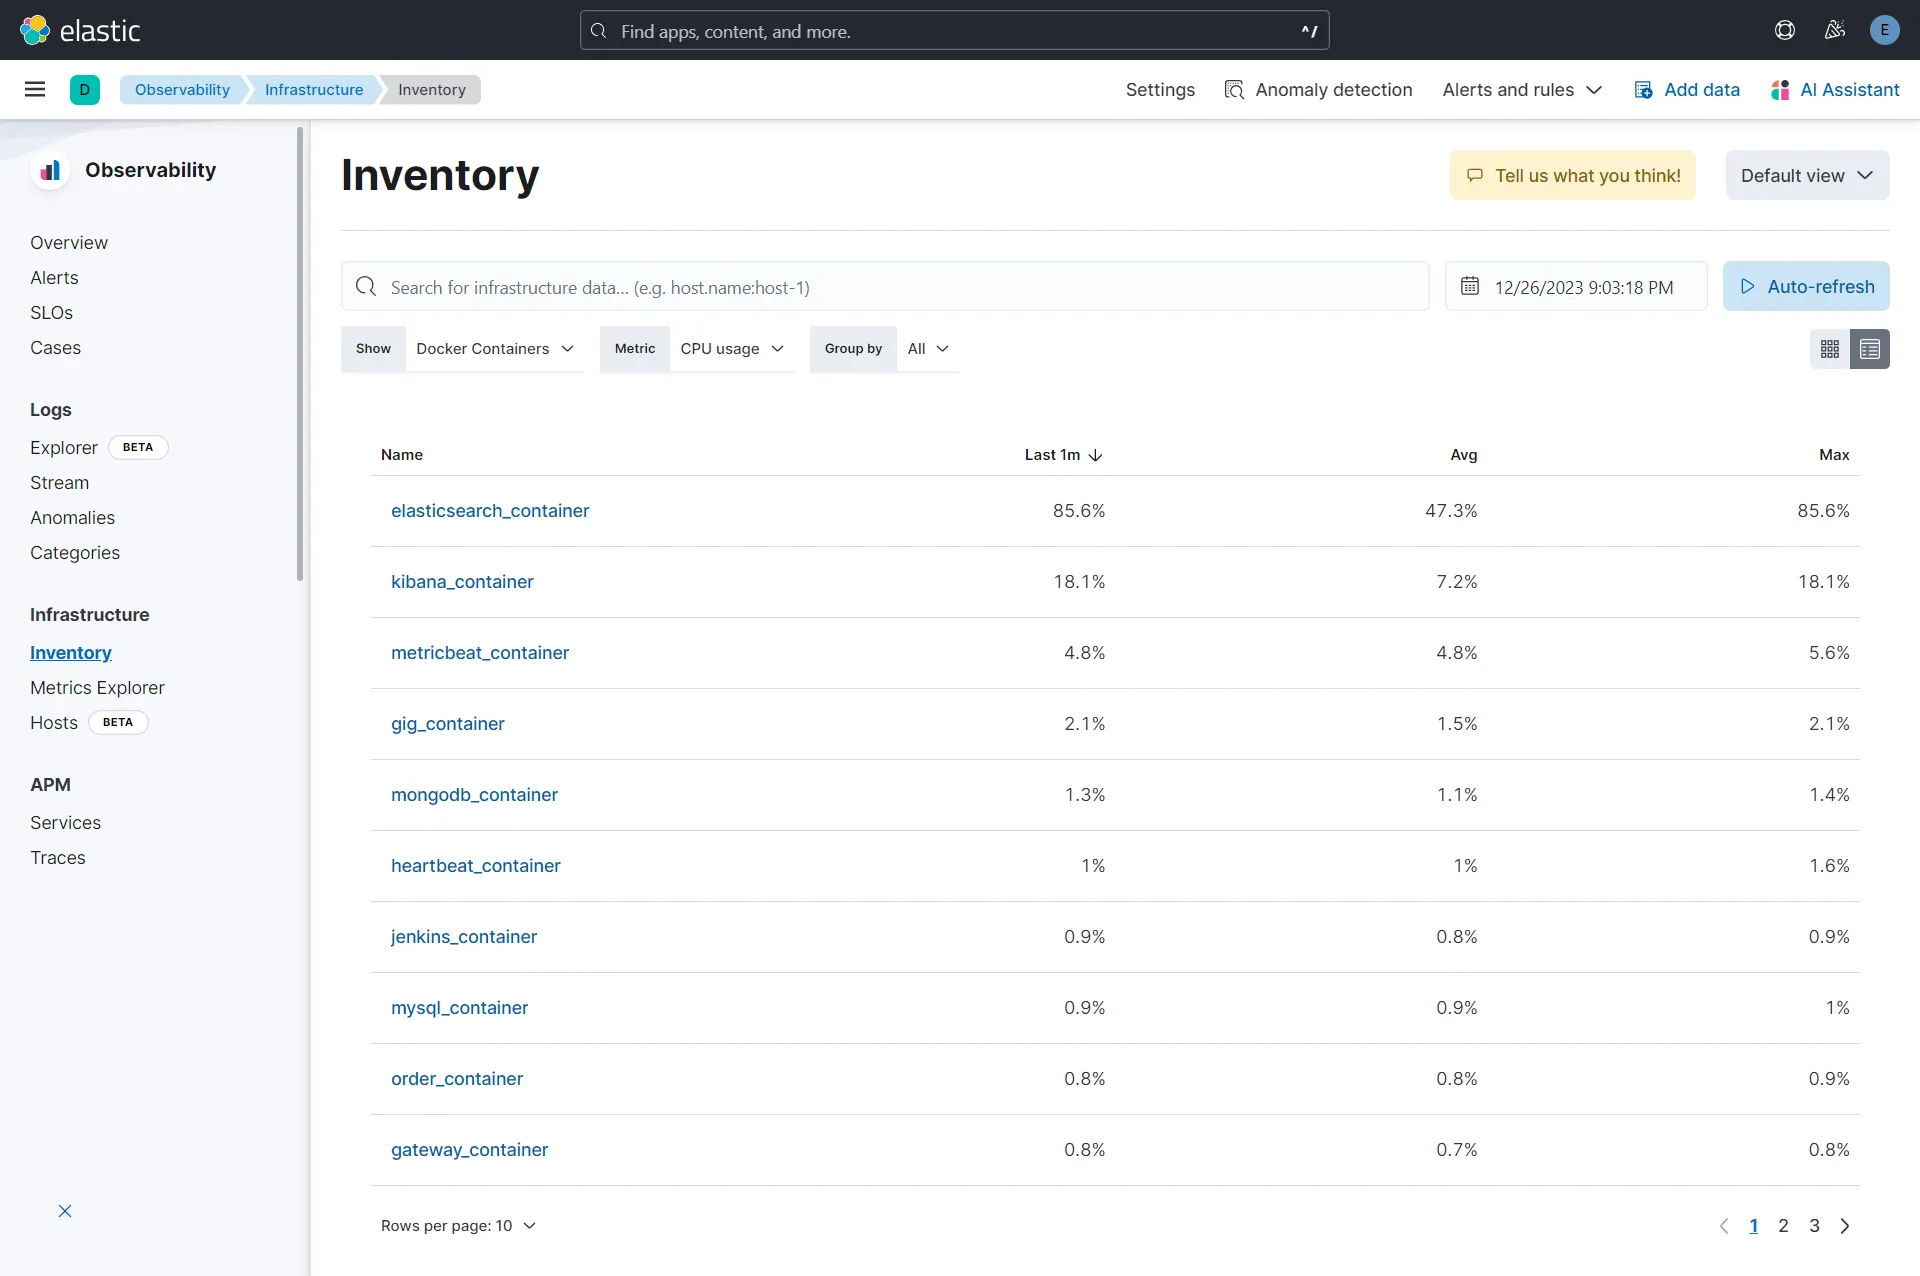 elastic
Find apps, content, and more.
^/
E
D
Observability
Infrastructure
Inventory
Settings
Anomaly detection
Alerts and rules
Add data
AI Assistant
Observability
Overview
Alerts
SLOs
Cases
Logs
Explorer BETA
Stream
Anomalies
Categories
Infrastructure
Inventory
Metrics Explorer
Hosts BETA
APM
Services
Traces
Inventory
Tell us what you think!
Default view
Search for infrastructure data... (e.g. host.name:host-1)
12/26/2023 9:03:18 PM
Auto-refresh
Show Docker Containers
Metric CPU usage
Group by All
Name Last 1m Avg Max
elasticsearch_container 85.6% 47.3% 85.6%
kibana_container 18.1% 7.2% 18.1%
metricbeat_container 4.8% 4.8% 5.6%
gig_container 2.1% 1.5% 2.1%
mongodb_container 1.3% 1.1% 1.4%
heartbeat_container 1% 1% 1.6%
jenkins_container 0.9% 0.8% 0.9%
mysql_container 0.9% 0.9% 1%
order_container 0.8% 0.8% 0.9%
gateway_container 0.8% 0.7% 0.8%
Rows per page: 10
1 2 3